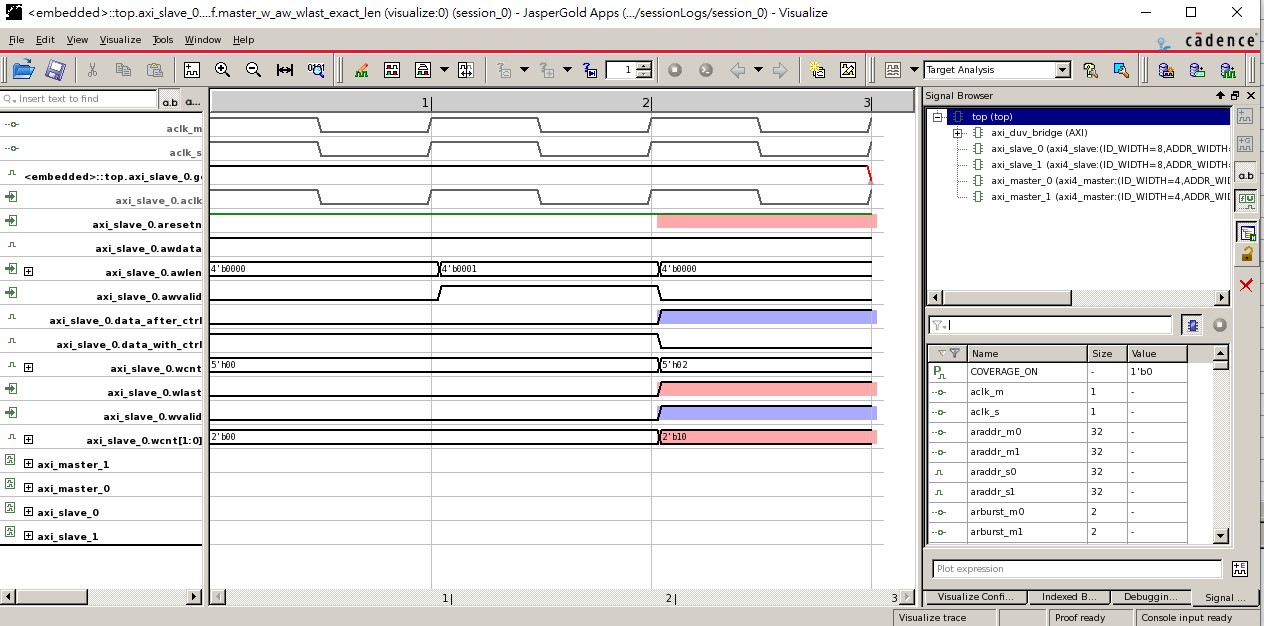 <embedded>::top.axi_slave_0....f.master_w_aw_wlast_exact_len (visualize:0) (session_0) - JasperGold Apps (.../sessionLogs/session_0) - Visualize
File Edit View Visualize Tools Window Help
cādence
1
Target Analysis
Insert text to find
a.b
a...
1
2
3
aclk_m
aclk_s
<embedded>::top.axi_slave_0.g
axi_slave_0.aclk
axi_slave_0.aresetn
axi_slave_0.awdata
axi_slave_0.awlen 4'b0000 4'b0001 4'b0000
axi_slave_0.awvalid
axi_slave_0.data_after_ctrl
axi_slave_0.data_with_ctrl
axi_slave_0.wcnt 5'h00 5'h02
axi_slave_0.wlast
axi_slave_0.wvalid
axi_slave_0.wcnt[1:0] 2'b00 2'b10
axi_master_1
axi_master_0
axi_slave_0
axi_slave_1
1
2
3
Signal Browser
top (top)
axi_duv_bridge (AXI)
axi_slave_0 (axi4_slave:(ID_WIDTH=8,ADDR_WIDTH=
axi_slave_1 (axi4_slave:(ID_WIDTH=8,ADDR_WIDTH=
axi_master_0 (axi4_master:(ID_WIDTH=4,ADDR_WI
axi_master_1 (axi4_master:(ID_WIDTH=4,ADDR_WI
a.b
Name Size Value
COVERAGE_ON - 1'b0
aclk_m 1 -
aclk_s 1 -
araddr_m0 32 -
araddr_m1 32 -
araddr_s0 32 -
araddr_s1 32 -
arburst_m0 2 -
arburst_m1 2 -
Plot expression
Visualize Confi... Indexed B... Debuggin... Signal ...
Visualize trace Proof ready Console input ready